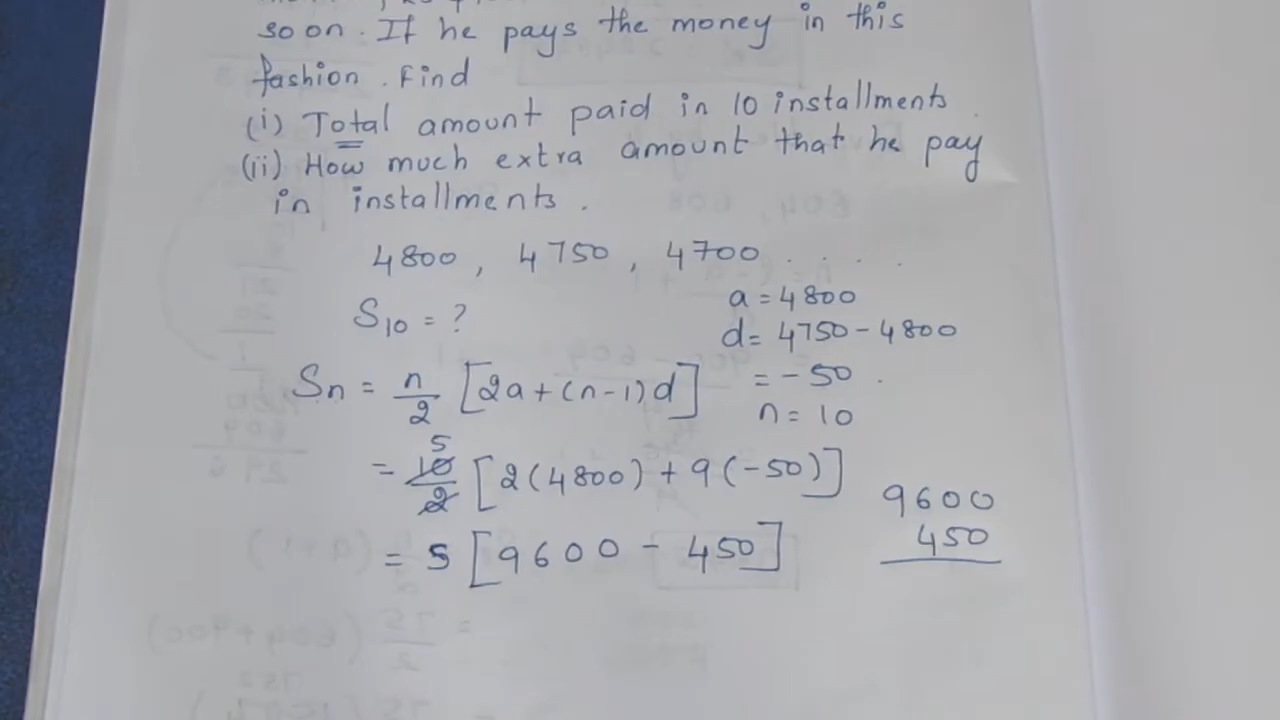 so on. If he pays the money in this
fashion. Find
(i) Total amount paid in 10 installments
(ii) How much extra amount that he pay
in installments.
4800, 4750, 4700 . . . .
S10 = ?
a = 4800
d = 4750 - 4800
= -50
n = 10
Sn = n/2 [2a + (n-1) d]
= 10/2 5 [2(4800) + 9(-50)]
= 5 [9600 - 450]
9600
450